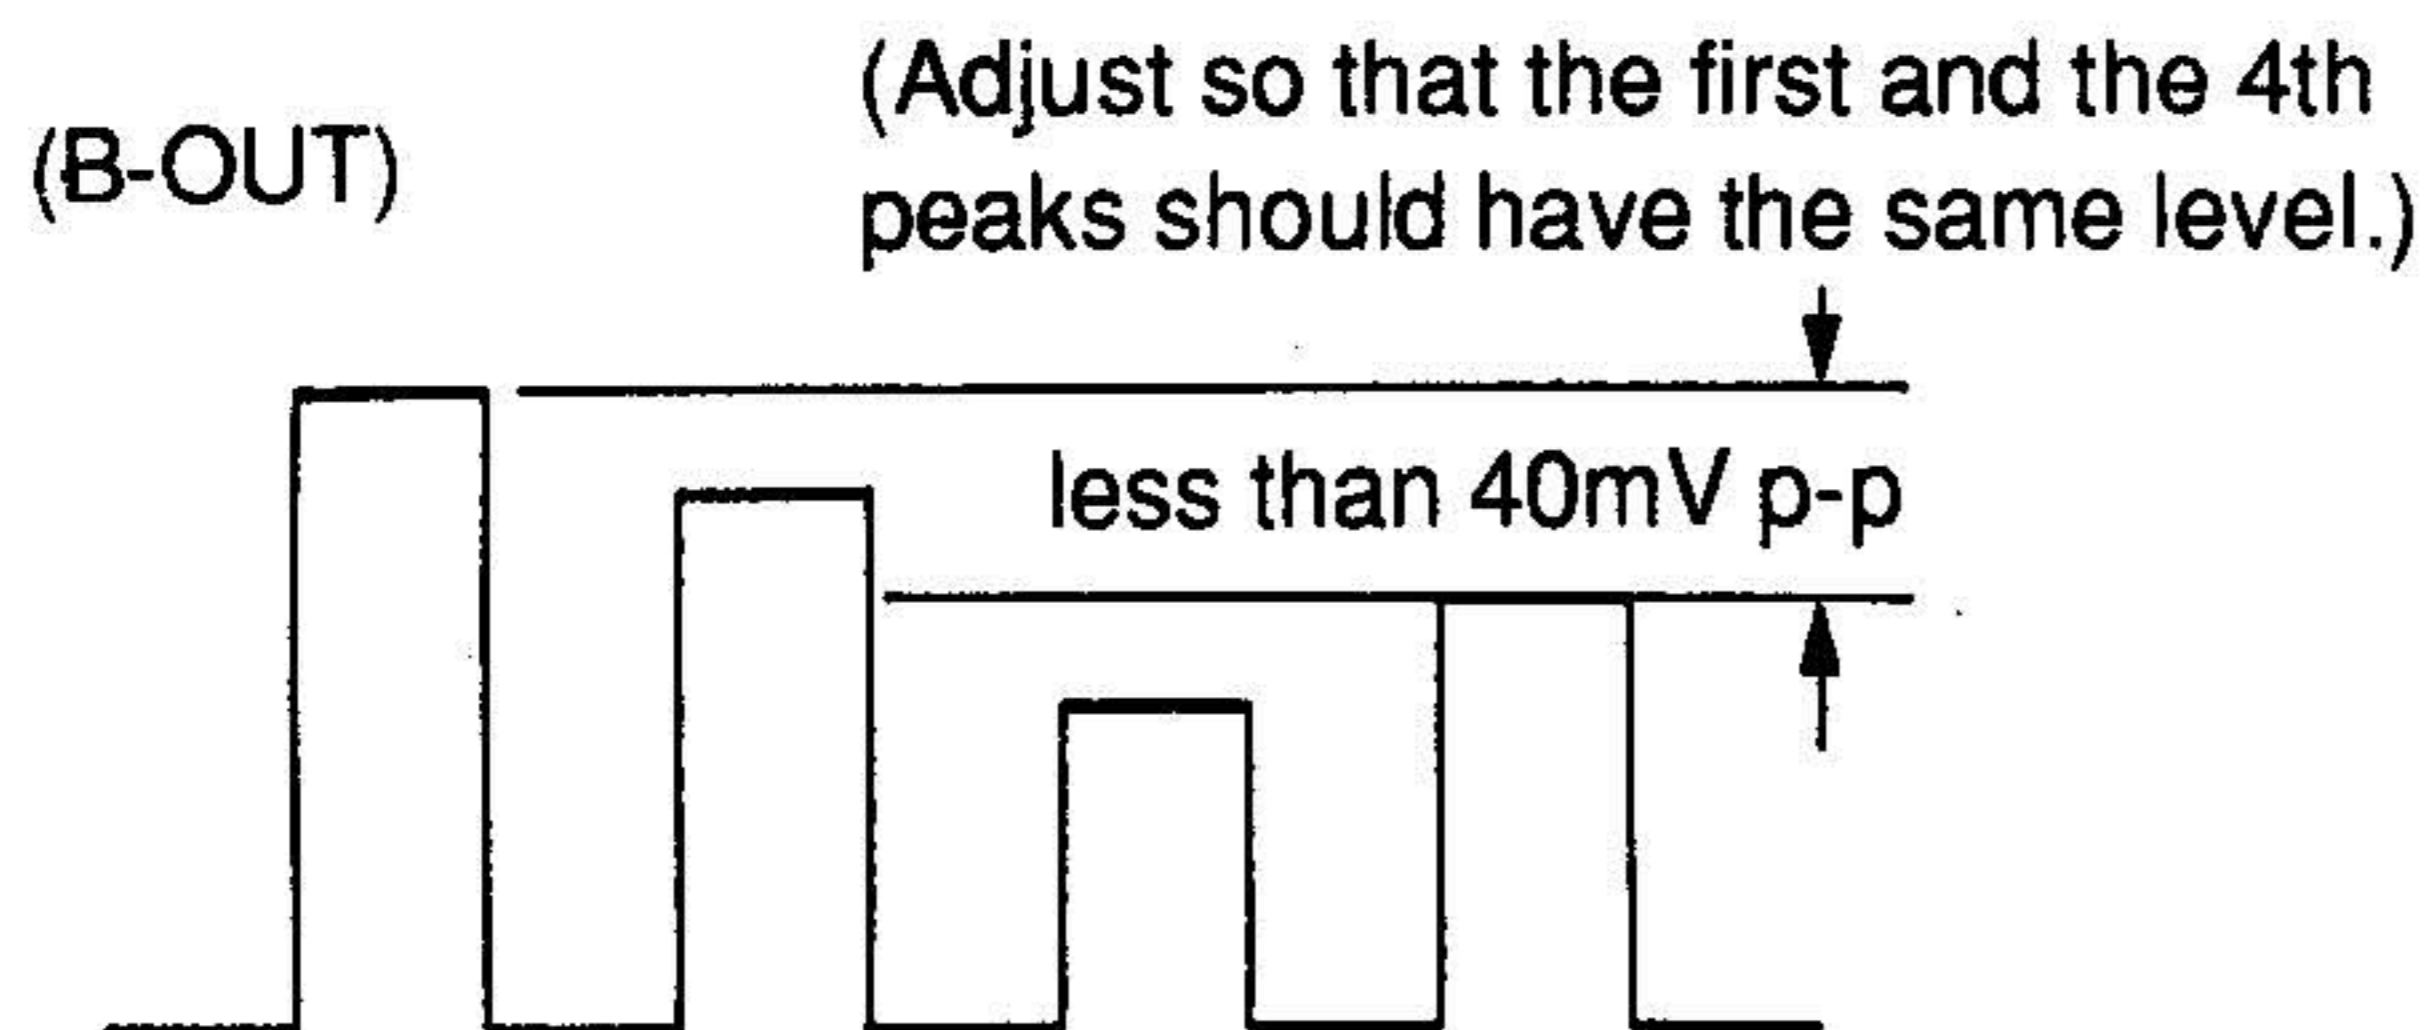 (B-OUT)
(Adjust so that the first and the 4th
peaks should have the same level.)
less than 40mV p-p